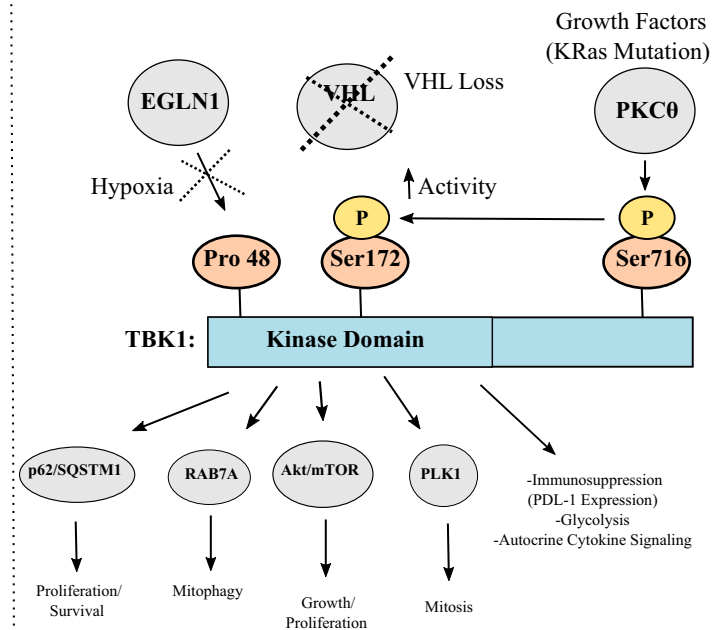 Growth Factors
(KRas Mutation)
EGLN1
VHL
VHL Loss
PKCθ
Hypoxia
Activity
P
P
Pro 48
Ser172
Ser716
TBK1:
Kinase Domain
p62/SQSTM1
RAB7A
Akt/mTOR
PLK1
-Immunosuppression
(PDL-1 Expression)
-Glycolysis
-Autocrine Cytokine Signaling
Proliferation/
Survival
Mitophagy
Growth/
Proliferation
Mitosis